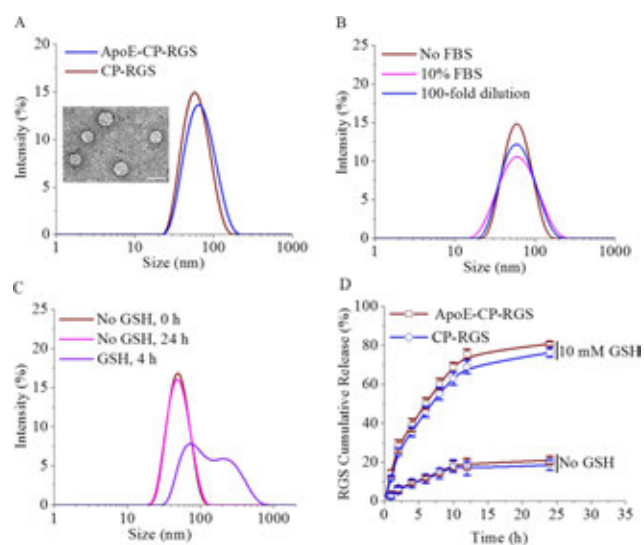 A
ApoE-CP-RGS
CP-RGS
Intensity (%)
20
15
10
5
0
1
10
100
1000
Size (nm)
B
No FBS
10% FBS
100-fold dilution
Intensity (%)
25
20
15
10
5
0
1
10
100
1000
Size (nm)
C
No GSH, 0 h
No GSH, 24 h
GSH, 4 h
Intensity (%)
25
20
15
10
5
0
1
10
100
1000
Size (nm)
D
ApoE-CP-RGS
CP-RGS
10 mM GSH
No GSH
RGS Cumulative Release (%)
100
80
60
40
20
0
0
5
10
15
20
25
Time (h)